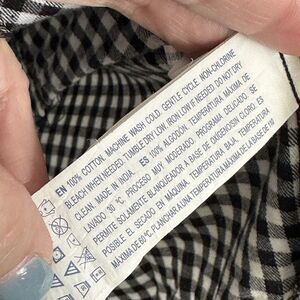 EN 100% COTTON. MACHINE WASH COLD. GENTLE CYCLE. NON-CHLORINE
BLEACH WHEN NEEDED. TUMBLE DRY LOW. IRON LOW IF NEEDED. DO NOT DRY
CLEAN. MADE IN INDIA. ES 100% ALGODON. TEMPERATURA MÁXIMA DE
LAVADO 30 °C. PROCESO MUY MODERADO. PROGRAMA DELICADO. SE
PERMITE SOLAMENTE BLANQUEADOR A BASE DE OXIGENO/SIN CLORO. ES
POSIBLE EL SECADO EN MÁQUINA. TEMPERATURA BAJA. TEMPERATURA
MÁXIMA DE 60 °C. PLANCHAR A UNA TEMPERATURA MÁXIMA DE LA BASE DE 110